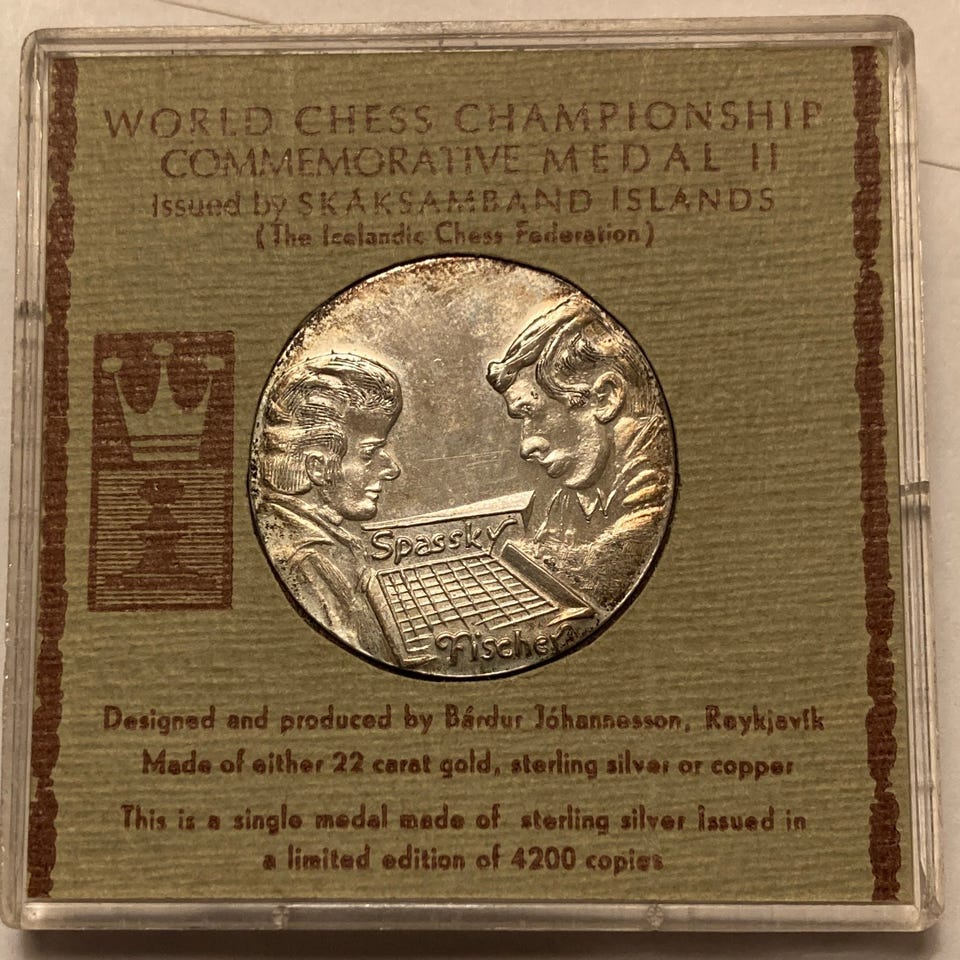 WORLD CHESS CHAMPIONSHIP
COMMEMORATIVE MEDAL II
Issued by SKÁKSAMBAND ISLANDS
(The Icelandic Chess Federation)
Spassky
Fischer
Designed and produced by Bárdur Jóhannesson, Reykjavík
Made of either 22 carat gold, sterling silver or copper
This is a single medal made of sterling silver issued in
a limited edition of 4200 copies